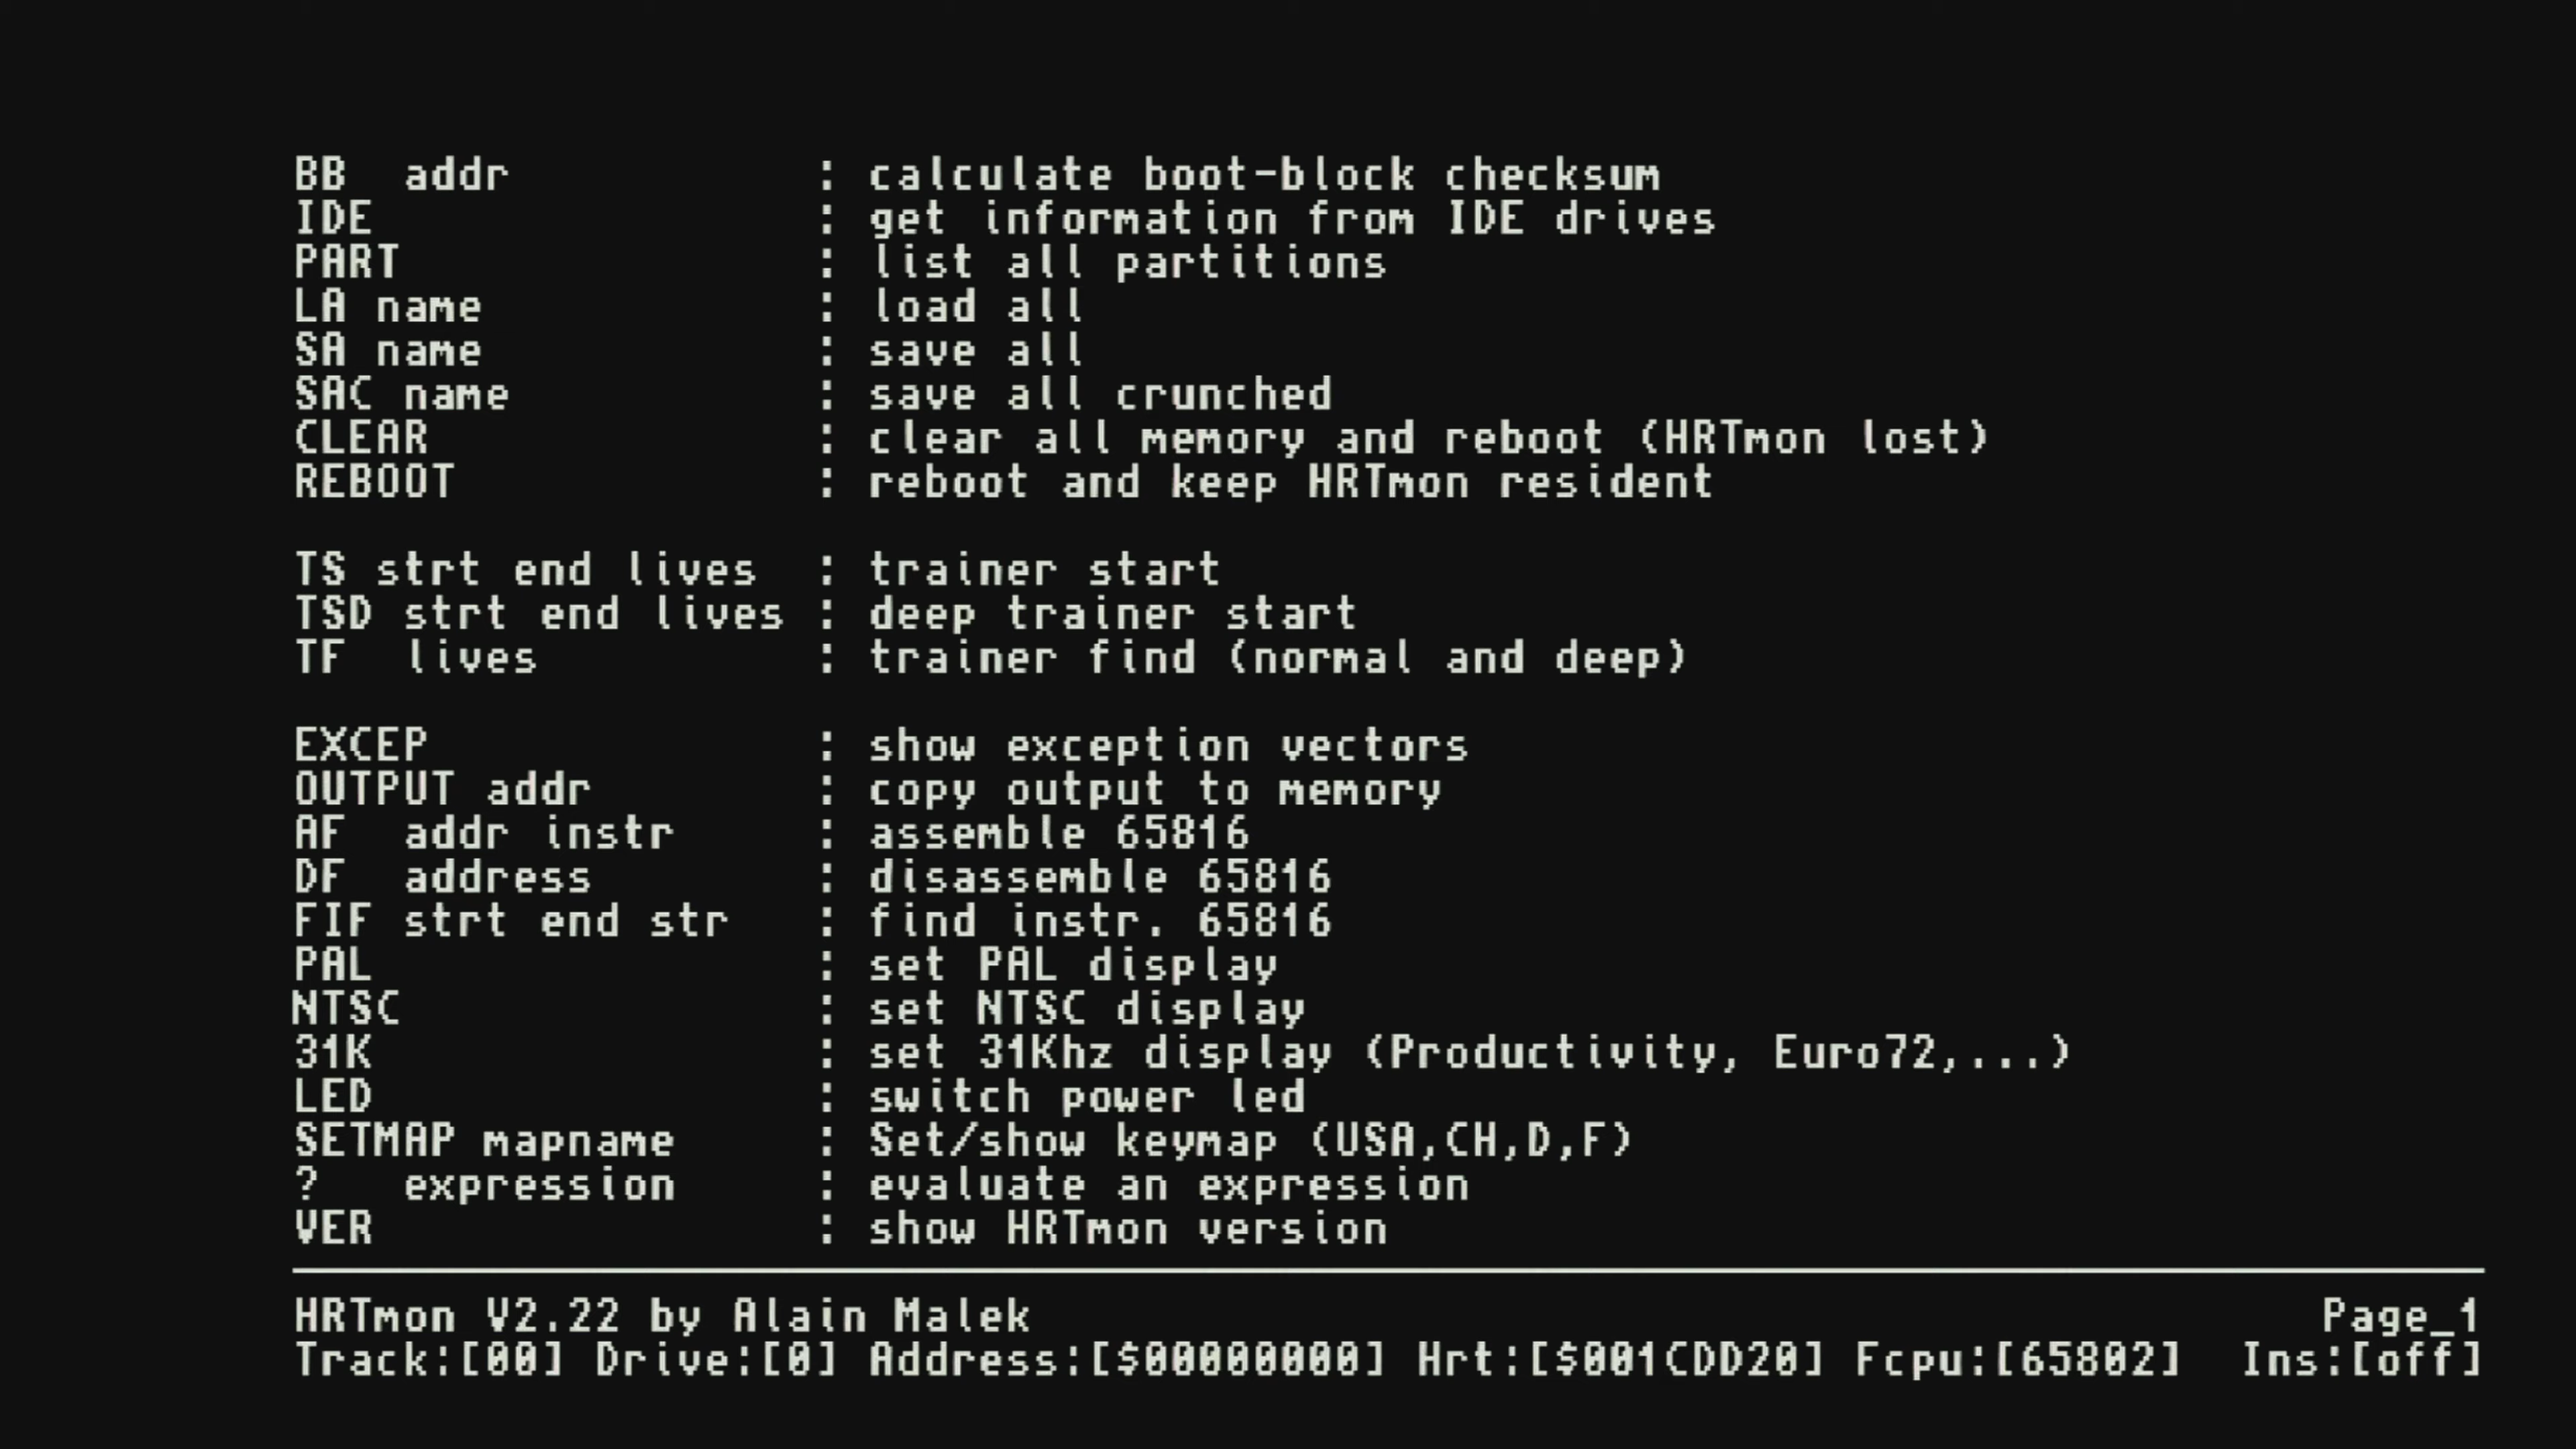 BB  addr            : calculate boot-block checksum
IDE                 : get information from IDE drives
PART                : list all partitions
LA name             : load all
SA name             : save all
SAC name            : save all crunched
CLEAR               : clear all memory and reboot (HRTmon lost)
REBOOT              : reboot and keep HRTmon resident
TS strt end lives   : trainer start
TSD strt end lives  : deep trainer start
TF  lives           : trainer find (normal and deep)
EXCEP               : show exception vectors
OUTPUT addr         : copy output to memory
AF  addr instr      : assemble 65816
DF  address         : disassemble 65816
FIF strt end str    : find instr. 65816
PAL                 : set PAL display
NTSC                : set NTSC display
31K                 : set 31Khz display (Productivity, Euro72,...)
LED                 : switch power led
SETMAP mapname      : Set/show keymap (USA,CH,D,F)
?   expression      : evaluate an expression
VER                 : show HRTmon version
HRTmon V2.22 by Alain Malek Page_1
Track:[00] Drive:[0] Address:[$00000000] Hrt:[$001CDD20] Fcpu:[65802]  Ins:[off]